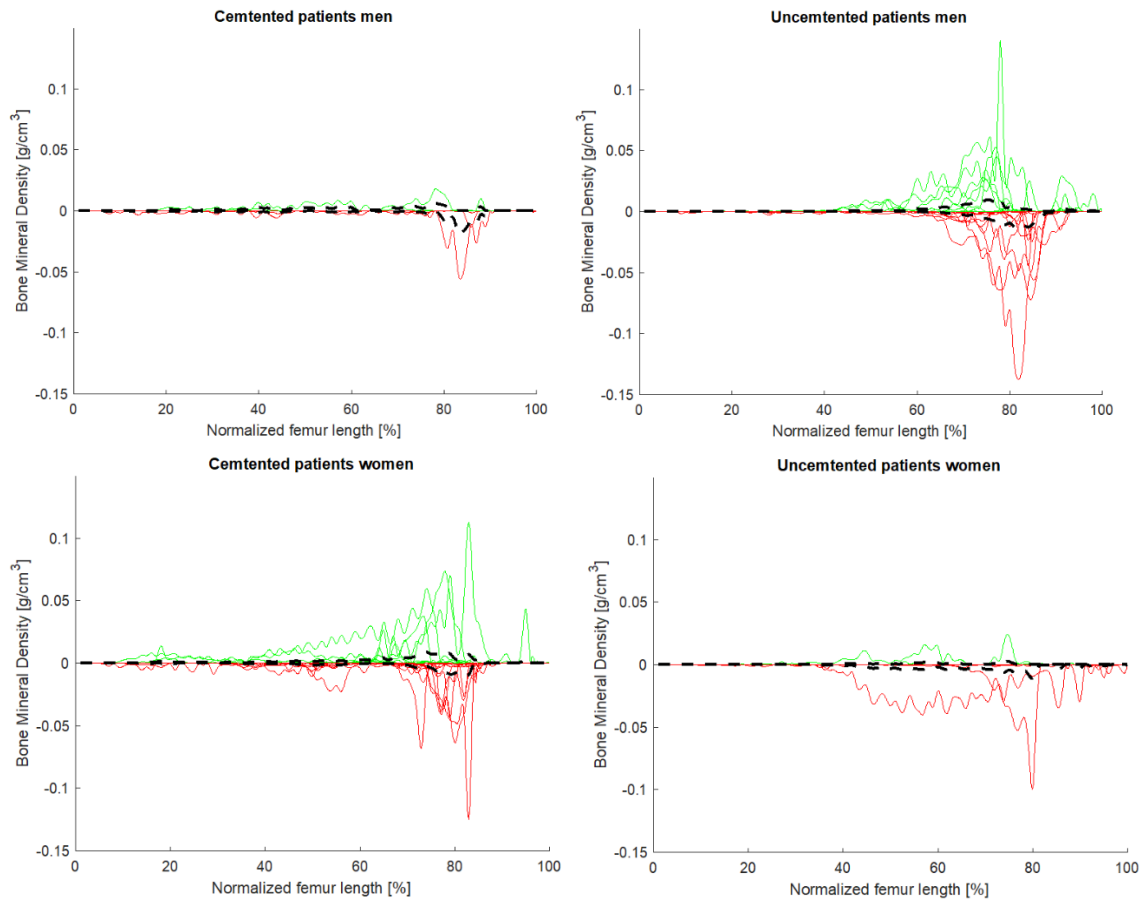 Cemtented patients men
Bone Mineral Density [g/cm³]
0.1
0.05
0
-0.05
-0.1
-0.15
0 20 40 60 80 100
Normalized femur length [%]
Uncemtented patients men
Bone Mineral Density [g/cm³]
0.1
0.05
0
-0.05
-0.1
-0.15
0 20 40 60 80 100
Normalized femur length [%]
Cemtented patients women
Bone Mineral Density [g/cm³]
0.1
0.05
0
-0.05
-0.1
-0.15
0 20 40 60 80 100
Normalized femur length [%]
Uncemtented patients women
Bone Mineral Density [g/cm³]
0.1
0.05
0
-0.05
-0.1
-0.15
0 20 40 60 80 100
Normalized femur length [%]